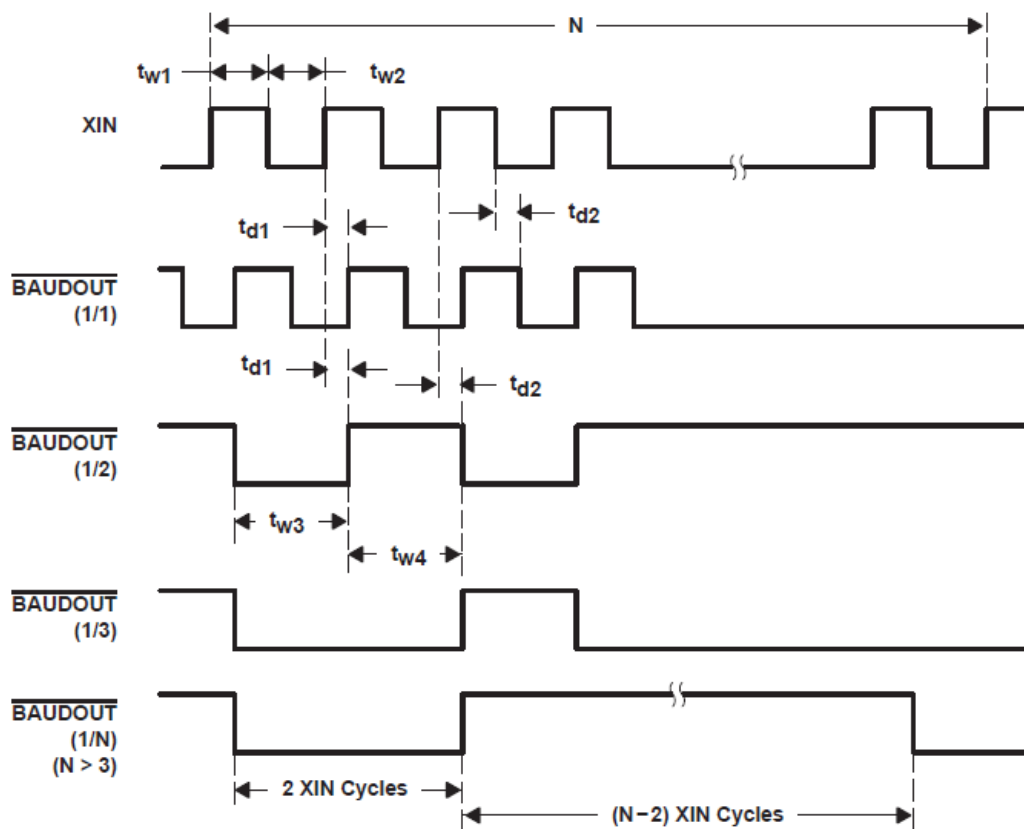 N
tw1
tw2
XIN
td1
td2
BAUDOUT
(1/1)
td1
td2
BAUDOUT
(1/2)
tw3
tw4
BAUDOUT
(1/3)
BAUDOUT
(1/N)
(N > 3)
2 XIN Cycles
(N−2) XIN Cycles